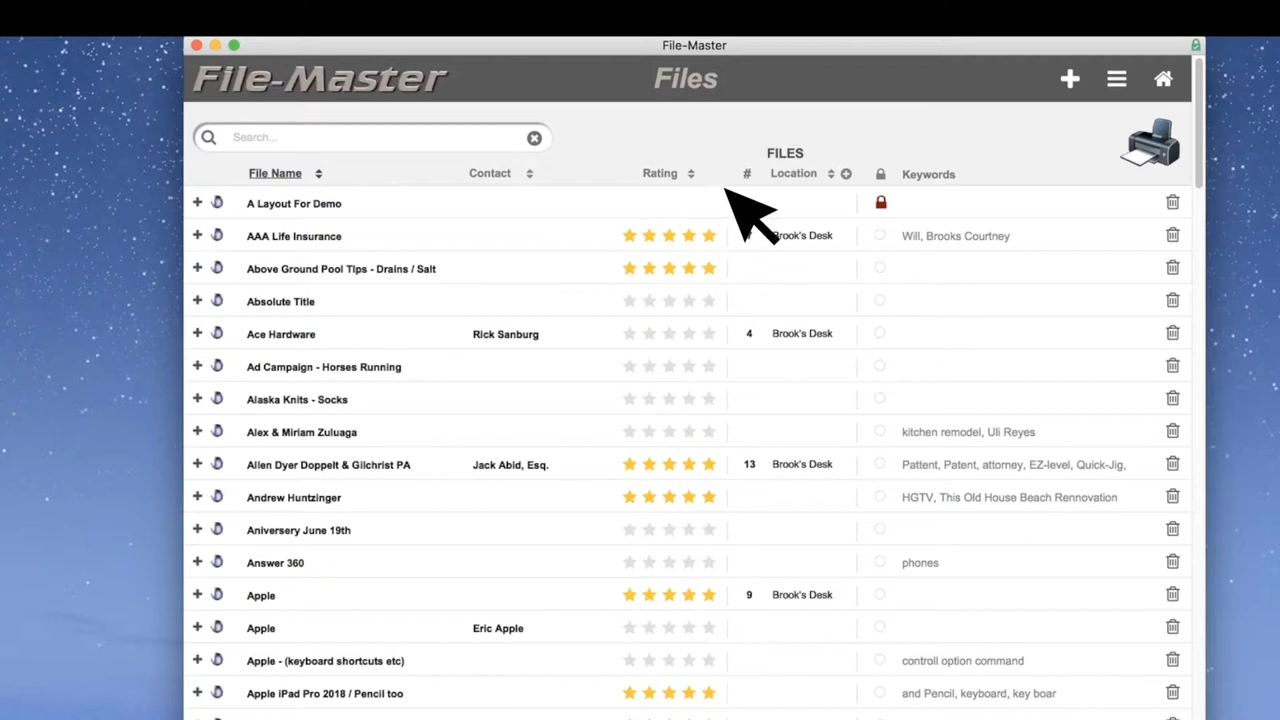 File-Master
File-Master Files
Search...
FILES
File Name Contact Rating # Location Keywords
A Layout For Demo
AAA Life Insurance Brook's Desk Will, Brooks Courtney
Above Ground Pool TIps - Drains / Salt
Absolute Title
Ace Hardware Rick Sanburg 4 Brook's Desk
Ad Campaign - Horses Running
Alaska Knits - Socks
Alex & Miriam Zuluaga kitchen remodel, Uli Reyes
Allen Dyer Doppelt & Gilchrist PA Jack Abid, Esq. 13 Brook's Desk Pattent, Patent, attorney, EZ-level, Quick-Jig,
Andrew Huntzinger HGTV, This Old House Beach Rennovation
Aniversery June 19th
Answer 360 phones
Apple 9 Brook's Desk
Apple Eric Apple
Apple - (keyboard shortcuts etc) controll option command
Apple iPad Pro 2018 / Pencil too and Pencil, keyboard, key boar